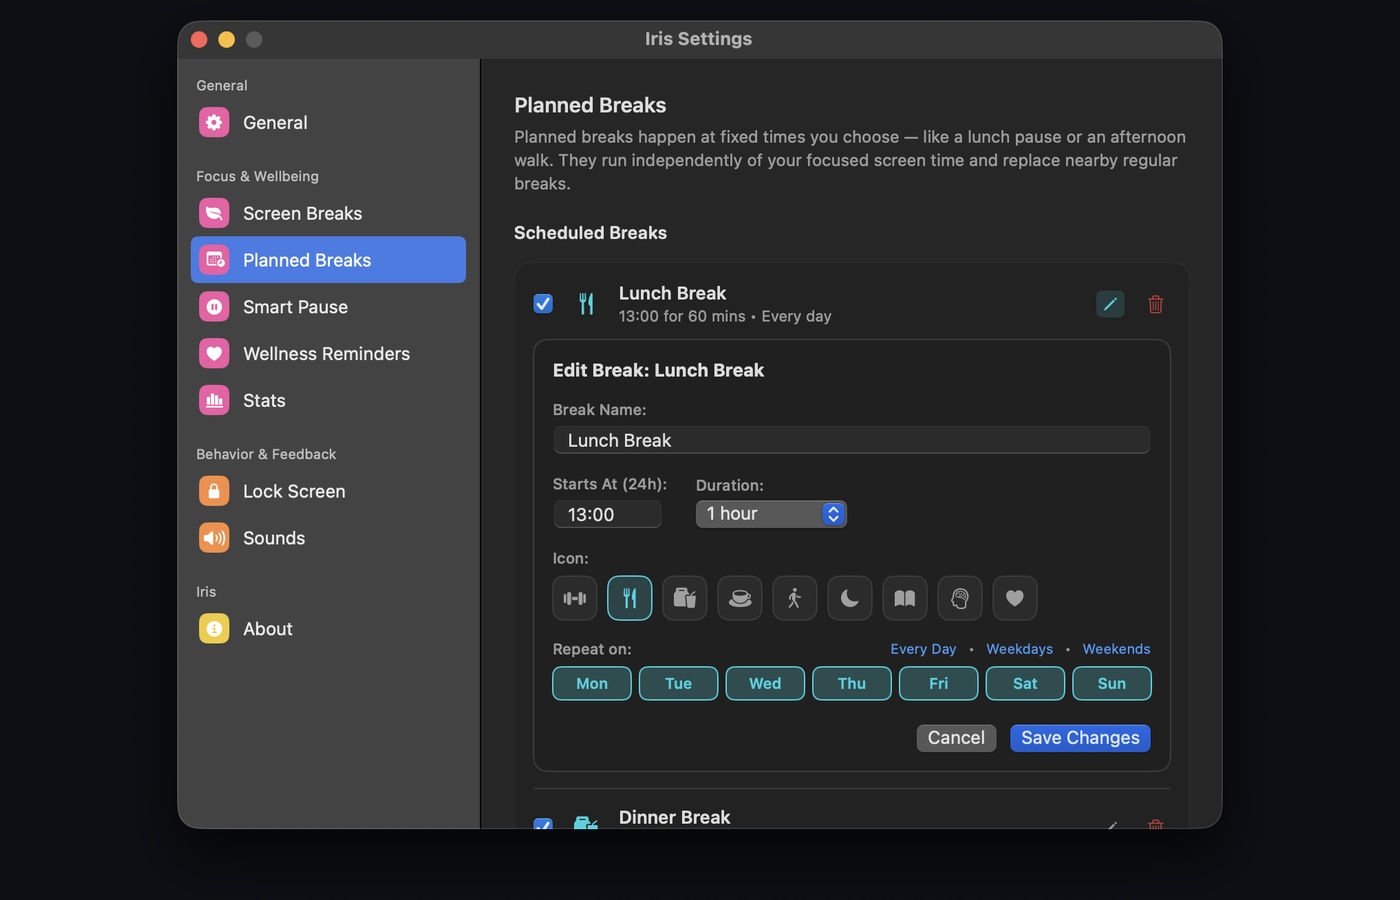 Iris Settings
General
General
Focus & Wellbeing
Screen Breaks
Planned Breaks
Smart Pause
Wellness Reminders
Stats
Behavior & Feedback
Lock Screen
Sounds
Iris
About
Planned Breaks
Planned breaks happen at fixed times you choose — like a lunch pause or an afternoon
walk. They run independently of your focused screen time and replace nearby regular
breaks.
Scheduled Breaks
Lunch Break
13:00 for 60 mins • Every day
Edit Break: Lunch Break
Break Name:
Lunch Break
Starts At (24h): Duration:
13:00 1 hour
Icon:
Repeat on: Every Day • Weekdays • Weekends
Mon Tue Wed Thu Fri Sat Sun
Cancel Save Changes
Dinner Break